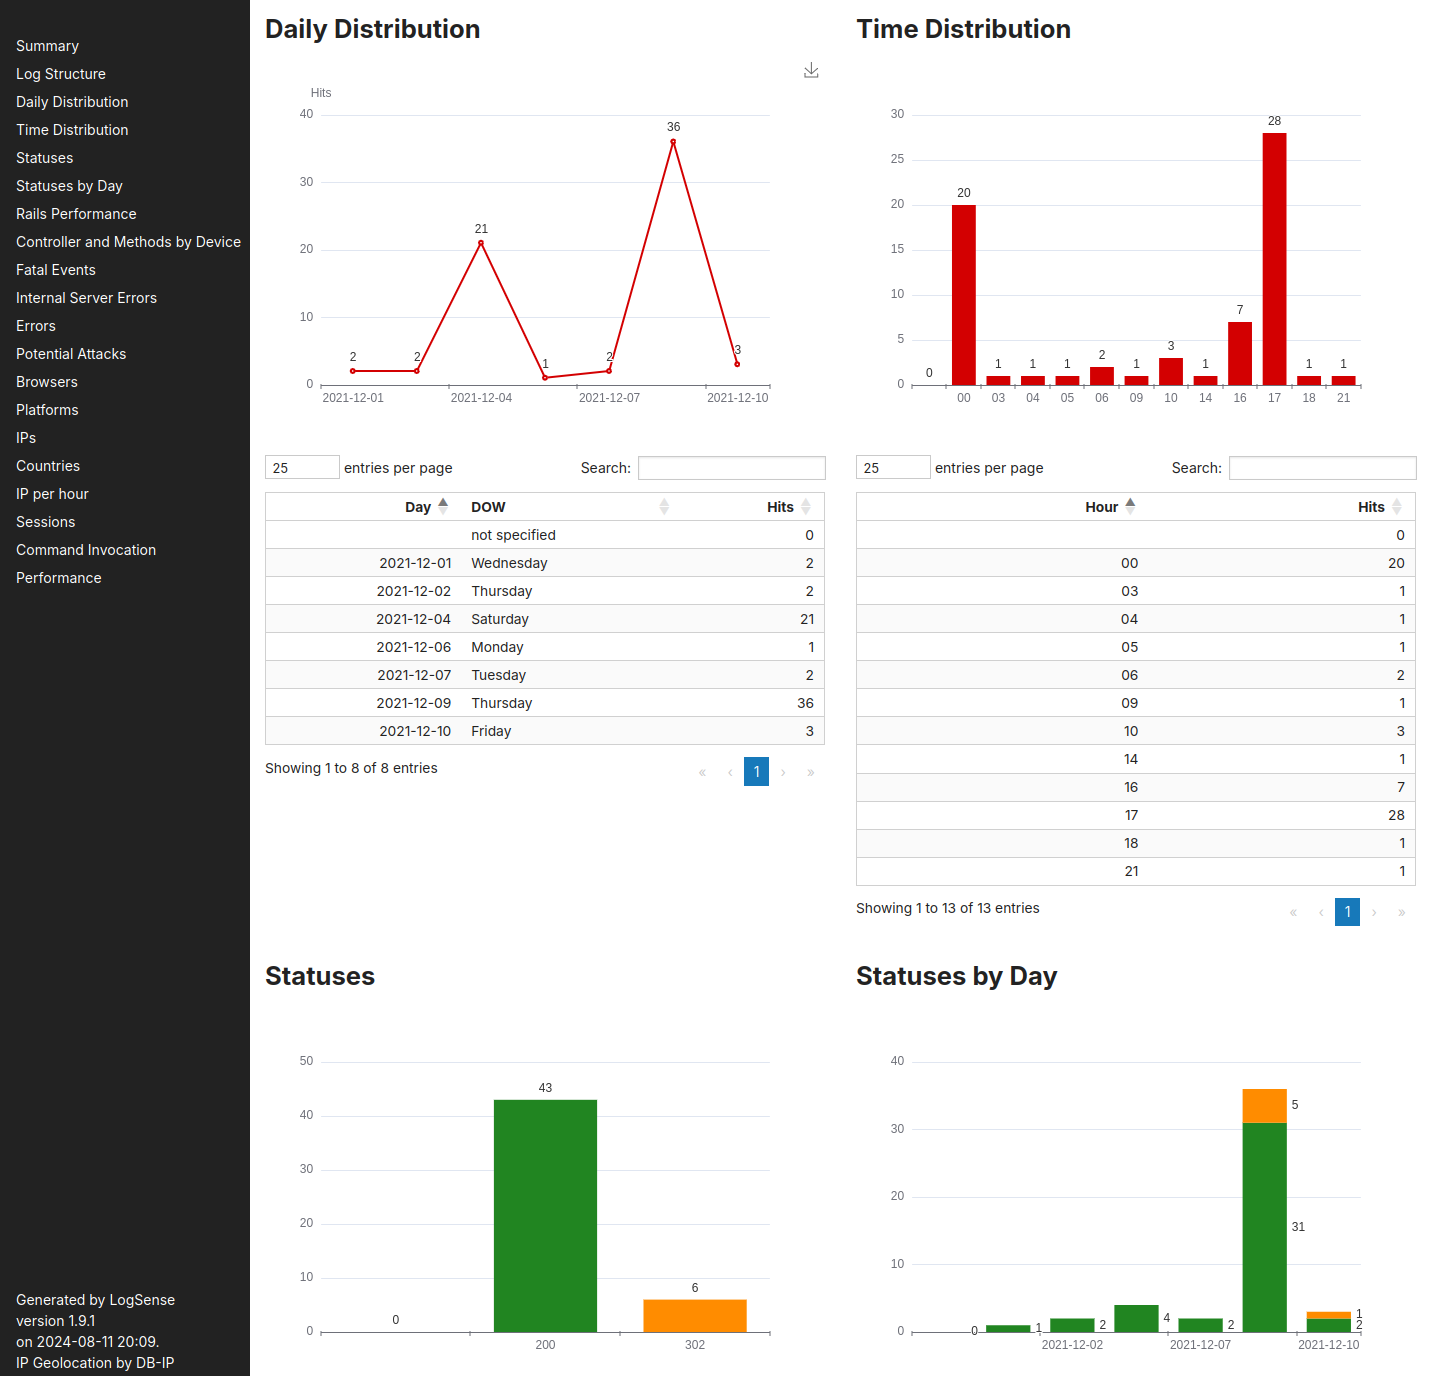 Summary
Log Structure
Daily Distribution
Time Distribution
Statuses
Statuses by Day
Rails Performance
Controller and Methods by Device
Fatal Events
Internal Server Errors
Errors
Potential Attacks
Browsers
Platforms
IPs
Countries
IP per hour
Sessions
Command Invocation
Performance
Generated by LogSense
version 1.9.1
on 2024-08-11 20:09.
IP Geolocation by DB-IP
Daily Distribution
Hits
40
30
20
10
0
2 2 21 1 2 36 3
2021-12-01 2021-12-04 2021-12-07 2021-12-10
25 entries per page Search:
Day DOW Hits
not specified 0
2021-12-01 Wednesday 2
2021-12-02 Thursday 2
2021-12-04 Saturday 21
2021-12-06 Monday 1
2021-12-07 Tuesday 2
2021-12-09 Thursday 36
2021-12-10 Friday 3
Showing 1 to 8 of 8 entries « ‹ 1 › »
Time Distribution
30
25
20
15
10
5
0
0 20 1 1 1 2 1 3 1 7 28 1 1
00 03 04 05 06 09 10 14 16 17 18 21
25 entries per page Search:
Hour Hits
0
00 20
03 1
04 1
05 1
06 2
09 1
10 3
14 1
16 7
17 28
18 1
21 1
Showing 1 to 13 of 13 entries « ‹ 1 › »
Statuses
50
40
30
20
10
0
0 43 6
200 302
Statuses by Day
40
30
20
10
0
0 1 2 4 2 31 5 2 1
2021-12-02 2021-12-07 2021-12-10